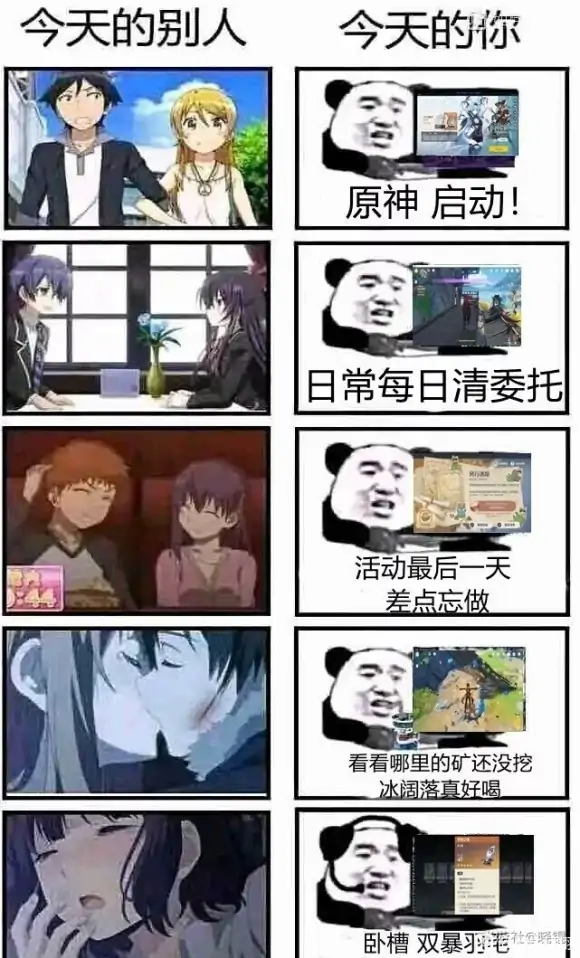 今天的别人
今天的你
原神 启动！
日常每日清委托
活动最后一天
差点忘做
:44
看看哪里的矿还没挖
冰阔落真好喝
卧槽 双暴羽毛